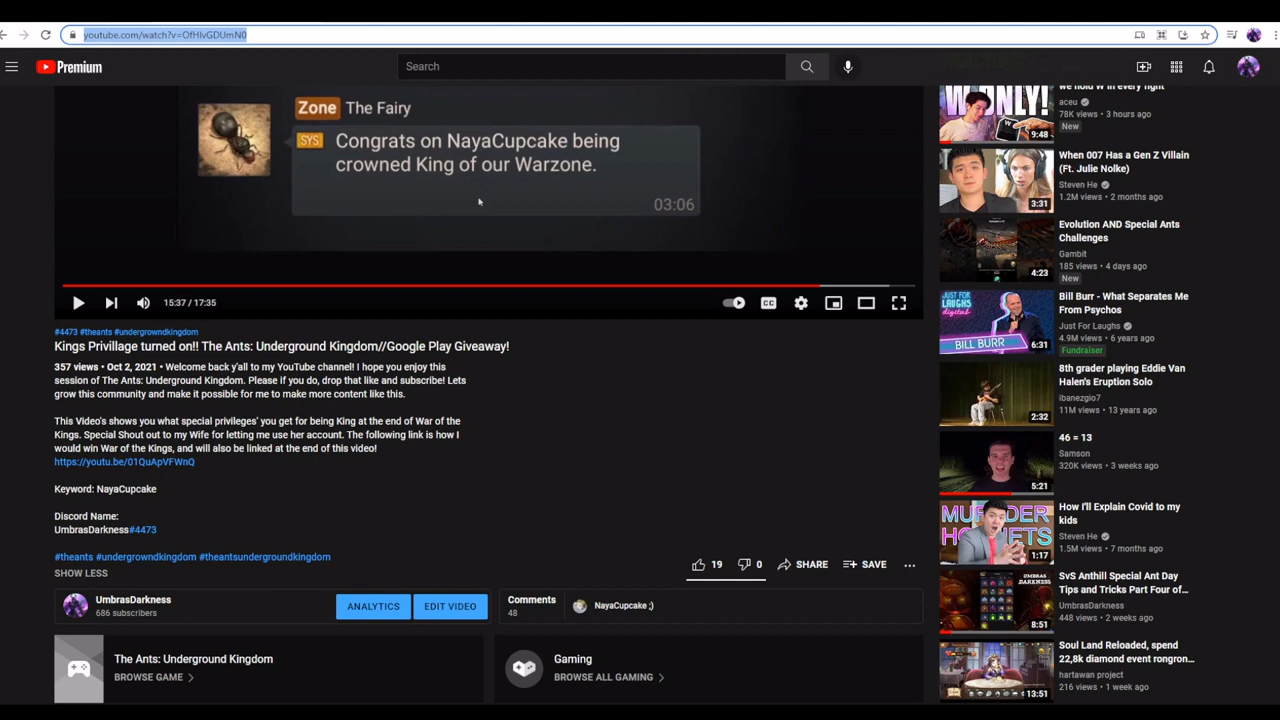 youtube.com/watch?v=OfHlvGDUmN0
Premium
Search
Zone The Fairy
SYS Congrats on NayaCupcake being
crowned King of our Warzone.
03:06
15:37 / 17:35
CC
#4473 #theants #undergrowndkingdom
Kings Privillage turned on!! The Ants: Underground Kingdom//Google Play Giveaway!
357 views • Oct 2, 2021 • Welcome back y'all to my YouTube channel! I hope you enjoy this
session of The Ants: Underground Kingdom. Please if you do, drop that like and subscribe! Lets
grow this community and make it possible for me to make more content like this.
This Video's shows you what special privileges' you get for being King at the end of War of the
Kings. Special Shout out to my Wife for letting me use her account. The following link is how I
would win War of the Kings, and will also be linked at the end of this video!
https://youtu.be/01QuApVFWnQ
Keyword: NayaCupcake
Discord Name:
UmbrasDarkness#4473
#theants #undergrowndkingdom #theantsundergroundkingdom
SHOW LESS
19
0
SHARE
SAVE
UmbrasDarkness
686 subscribers
ANALYTICS
EDIT VIDEO
Comments
48
NayaCupcake ;)
The Ants: Underground Kingdom
BROWSE GAME
Gaming
BROWSE ALL GAMING
W ONLY!
9:48
we hold W in every fight
aceu
78K views • 3 hours ago
New
3:31
When 007 Has a Gen Z Villain
(Ft. Julie Nolke)
Steven He
1.2M views • 2 months ago
4:23
Evolution AND Special Ants
Challenges
Gambit
185 views • 4 days ago
New
JUST FOR
LAUGHS
digital
BILL BURR
6:31
Bill Burr - What Separates Me
From Psychos
Just For Laughs
4.9M views • 6 years ago
Fundraiser
2:32
8th grader playing Eddie Van
Halen's Eruption Solo
ibanezgio7
11M views • 13 years ago
5:21
46 = 13
Samson
320K views • 3 weeks ago
MURDER
HORNETS
1:17
How I'll Explain Covid to my
kids
Steven He
1.5M views • 7 months ago
UMBRAS
DARKNESS
8:51
SvS Anthill Special Ant Day
Tips and Tricks Part Four of...
UmbrasDarkness
448 views • 2 weeks ago
13:51
Soul Land Reloaded, spend
22,8k diamond event rongron...
hartawan project
216 views • 1 week ago